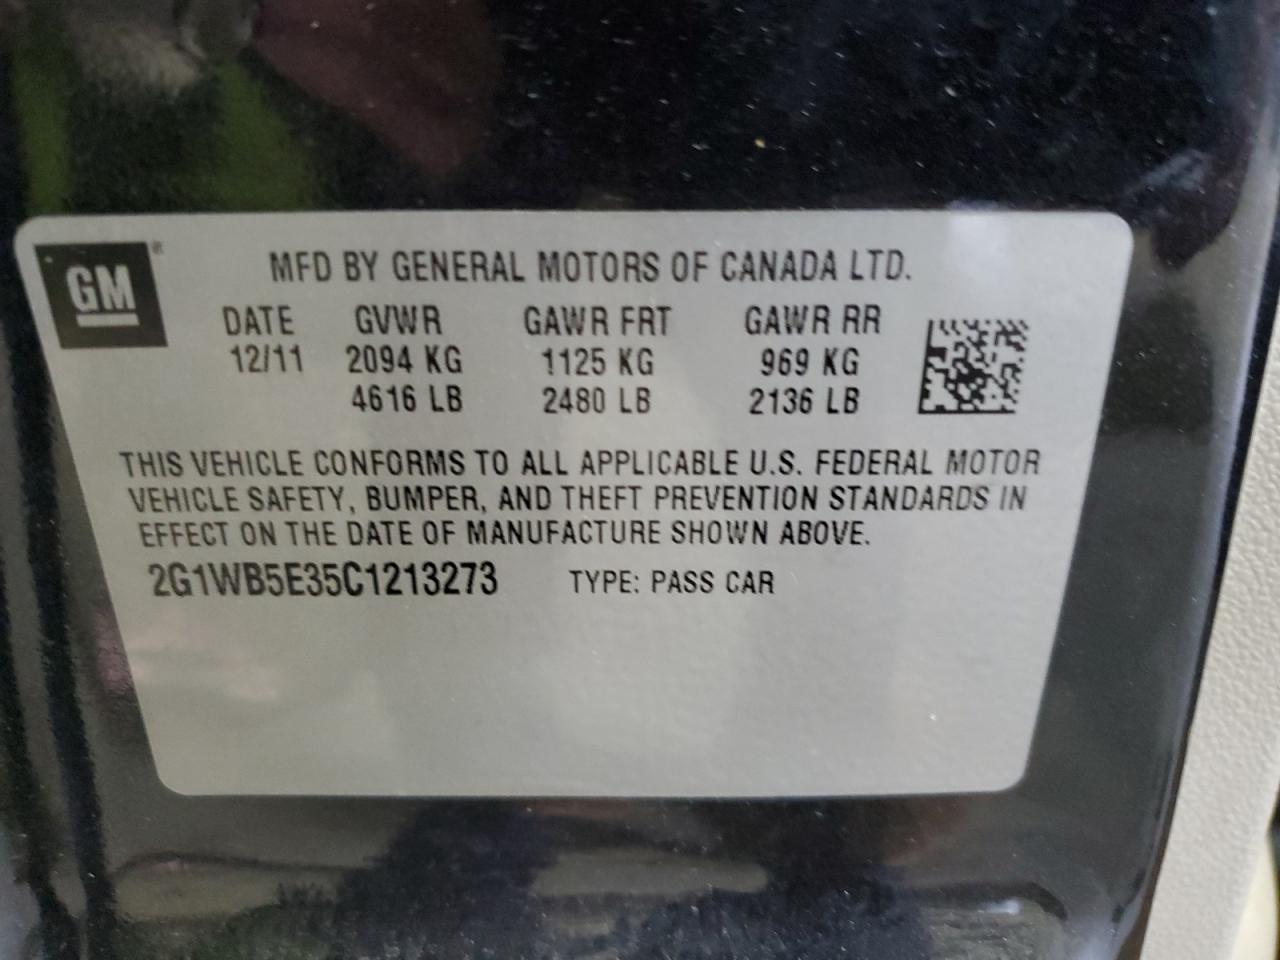 GM ®
MFD BY GENERAL MOTORS OF CANADA LTD.
DATE GVWR GAWR FRT GAWR RR
12/11 2094 KG 1125 KG 969 KG
4616 LB 2480 LB 2136 LB
THIS VEHICLE CONFORMS TO ALL APPLICABLE U.S. FEDERAL MOTOR
VEHICLE SAFETY, BUMPER, AND THEFT PREVENTION STANDARDS IN
EFFECT ON THE DATE OF MANUFACTURE SHOWN ABOVE.
2G1WB5E35C1213273 TYPE: PASS CAR